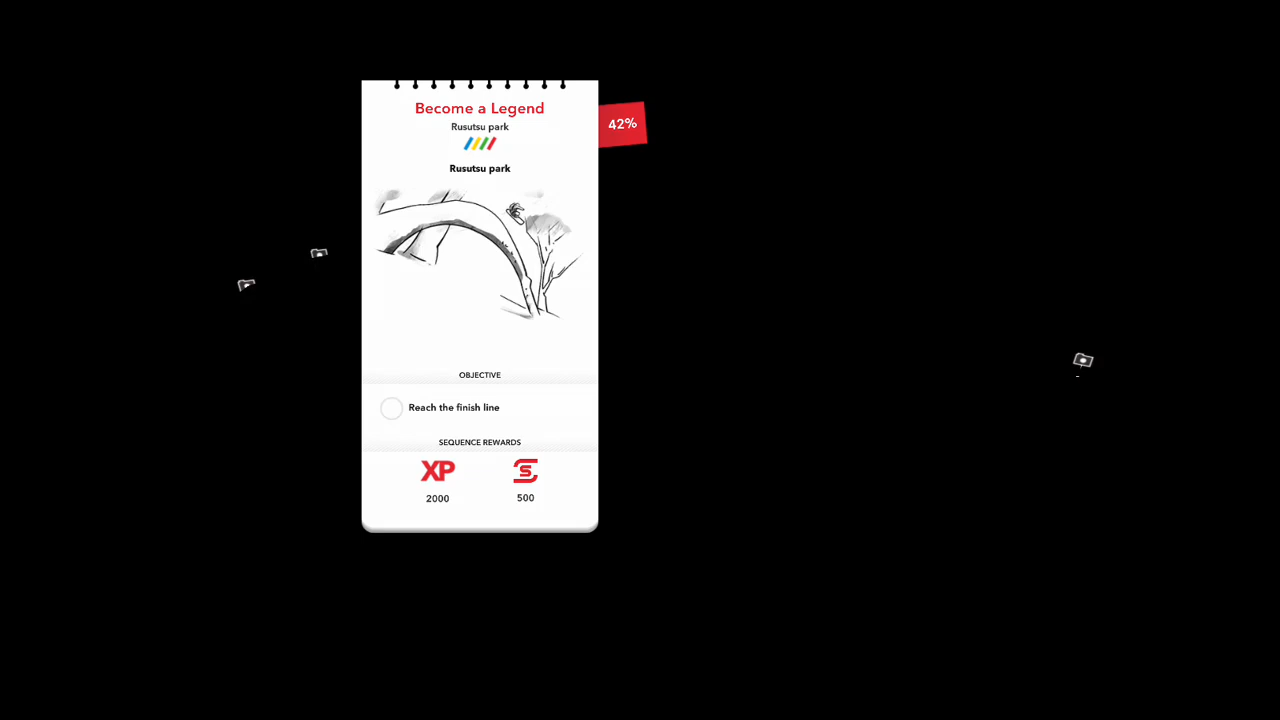 Become a Legend
42%
Rusutsu park
Rusutsu park
OBJECTIVE
Reach the finish line
SEQUENCE REWARDS
XP S
2000 500